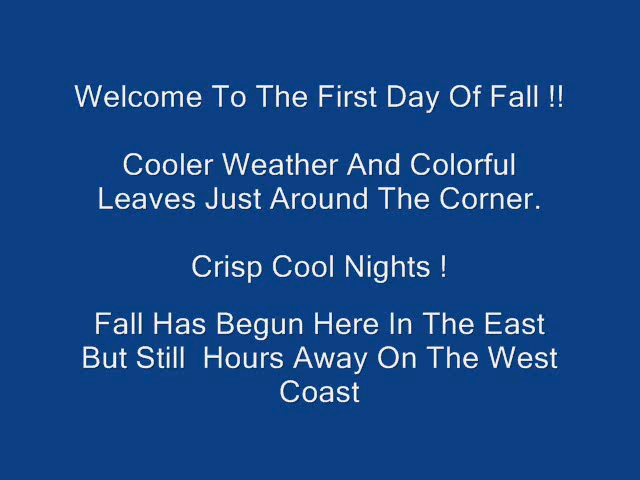 Welcome To The First Day Of Fall !!
Cooler Weather And Colorful
Leaves Just Around The Corner.
Crisp Cool Nights !
Fall Has Begun Here In The East
But Still  Hours Away On The West
Coast